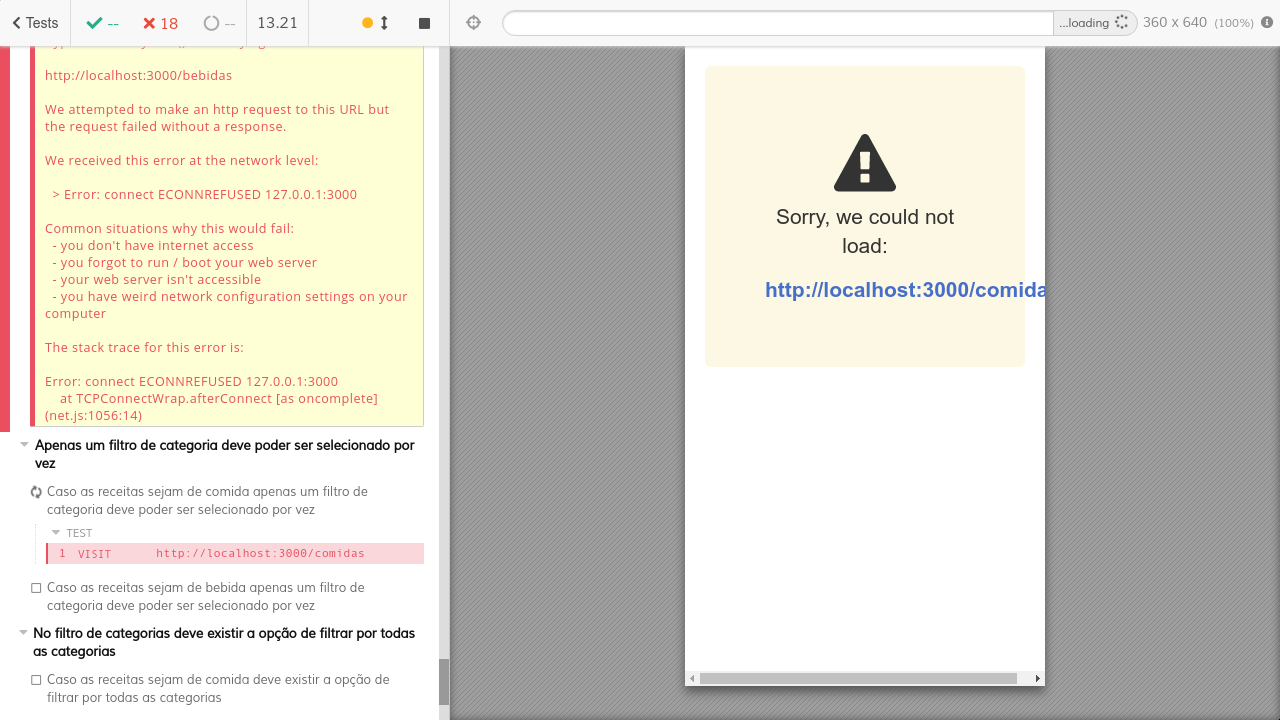 Tests
--
18
--
13.21
...loading
360 x 640 (100%)
http://localhost:3000/bebidas
We attempted to make an http request to this URL but
the request failed without a response.
We received this error at the network level:
> Error: connect ECONNREFUSED 127.0.0.1:3000
Common situations why this would fail:
- you don't have internet access
- you forgot to run / boot your web server
- your web server isn't accessible
- you have weird network configuration settings on your
computer
The stack trace for this error is:
Error: connect ECONNREFUSED 127.0.0.1:3000
at TCPConnectWrap.afterConnect [as oncomplete]
(net.js:1056:14)
Apenas um filtro de categoria deve poder ser selecionado por
vez
Caso as receitas sejam de comida apenas um filtro de
categoria deve poder ser selecionado por vez
TEST
1 VISIT http://localhost:3000/comidas
Caso as receitas sejam de bebida apenas um filtro de
categoria deve poder ser selecionado por vez
No filtro de categorias deve existir a opção de filtrar por todas
as categorias
Caso as receitas sejam de comida deve existir a opção de
filtrar por todas as categorias
Sorry, we could not
load:
http://localhost:3000/comida